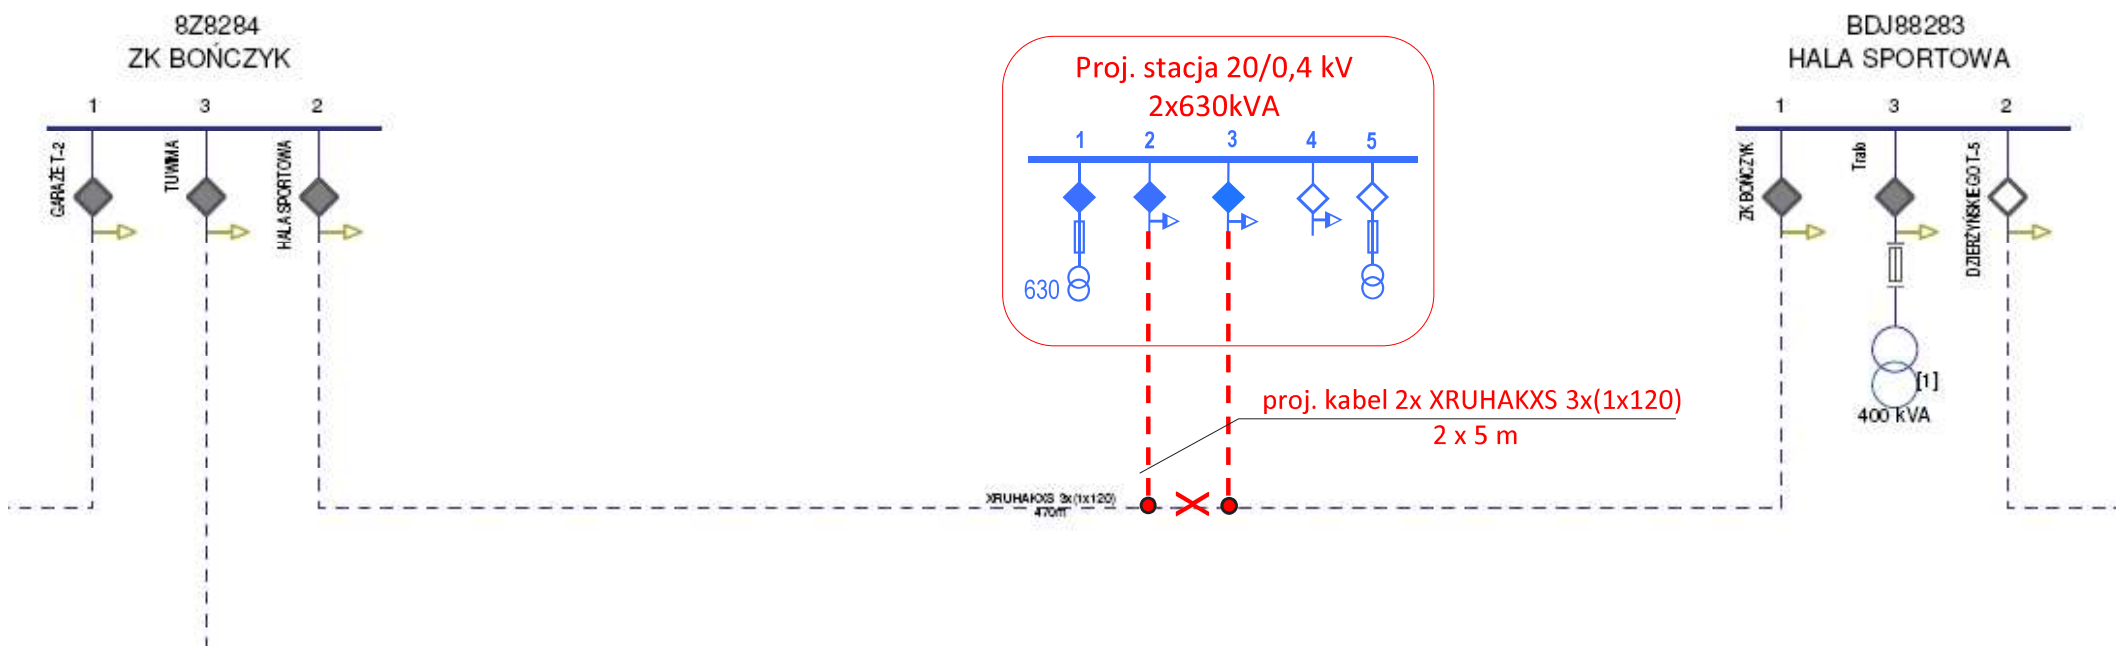 8Z8284
ZK BOŃCZYK
1 3 2
GARAŻE T-2
TUWIMA
HALA SPORTOWA
Proj. stacja 20/0,4 kV
2x630kVA
1 2 3 4 5
630
BDJ88283
HALA SPORTOWA
1 3 2
ZK BOŃCZYK
Trafo
DZIERŻYŃSKIEGO T-5
[1]
400 kVA
proj. kabel 2x XRUHAKXS 3x(1x120)
2 x 5 m
XRUHAKXS 3x(1x120)
470m